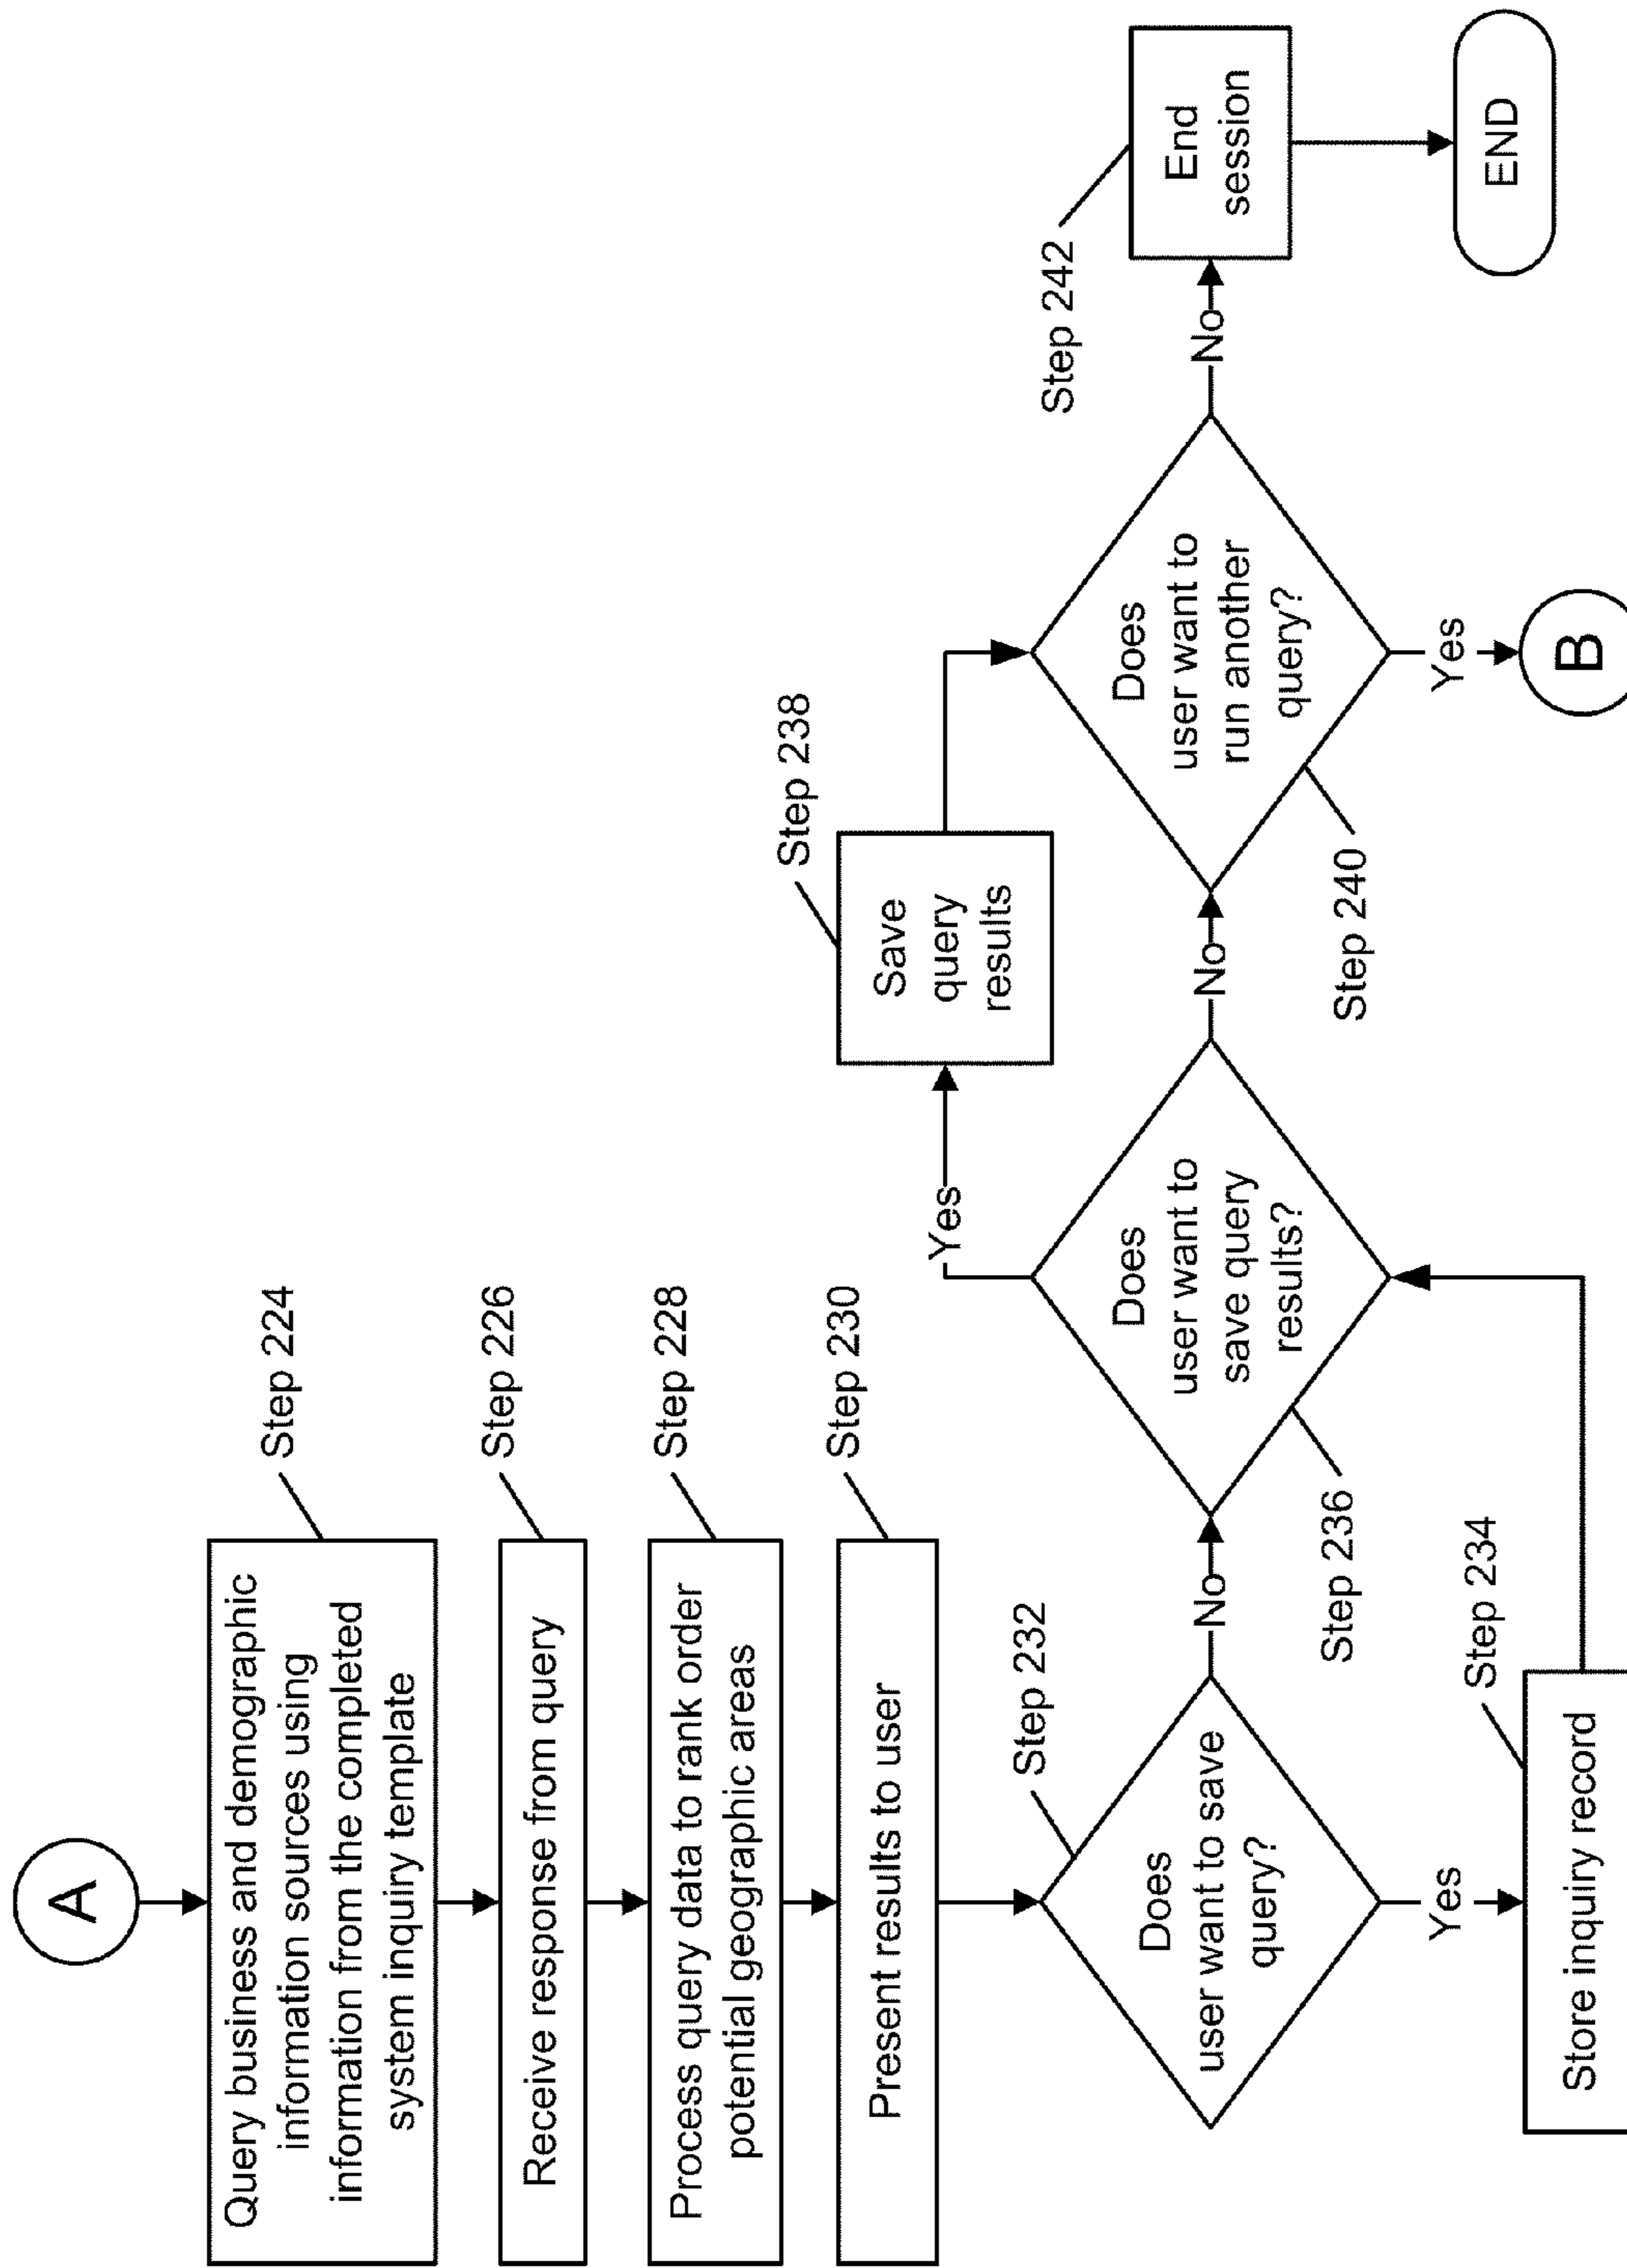 A
Query business and demographic
information sources using
information from the completed
system inquiry template
Step 224
Receive response from query
Step 226
Process query data to rank order
potential geographic areas
Step 228
Present results to user
Step 230
Does
user want to save
query?
Step 232
No
Yes
Store inquiry record
Step 234
Does
user want to
save query
results?
Step 236
Yes
No
Save
query
results
Step 238
Does
user want to
run another
query?
Step 240
Yes
B
No
End
session
Step 242
END